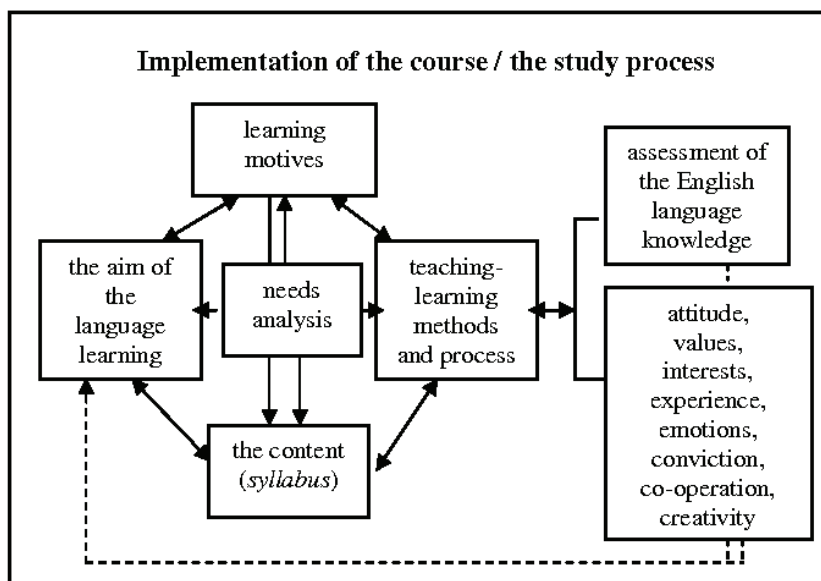 Implementation of the course / the study process
learning
motives
assessment of
the English
language
knowledge
the aim of
the
language
learning
needs
analysis
teaching-
learning
methods
and process
attitude,
values,
interests,
experience,
emotions,
conviction,
co-operation,
creativity
the content
(syllabus)